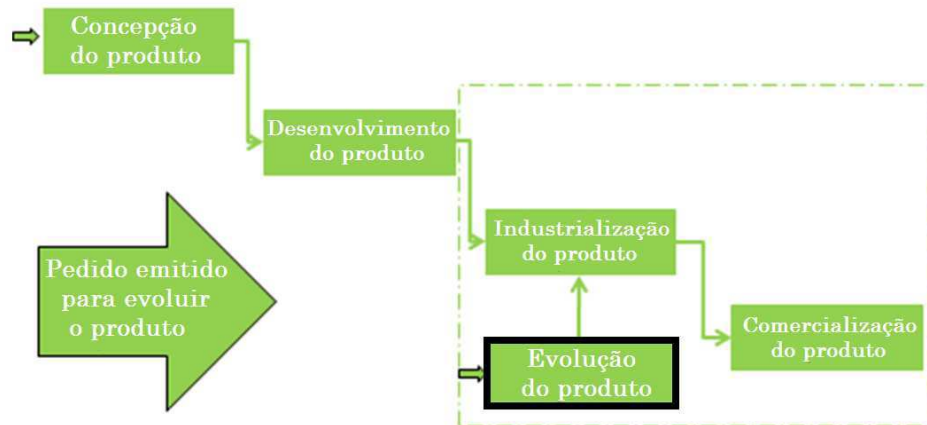 Concepção
do produto
Desenvolvimento
do produto
Industrialização
do produto
Pedido emitido
para evoluir
o produto
Comercialização
do produto
Evolução
do produto